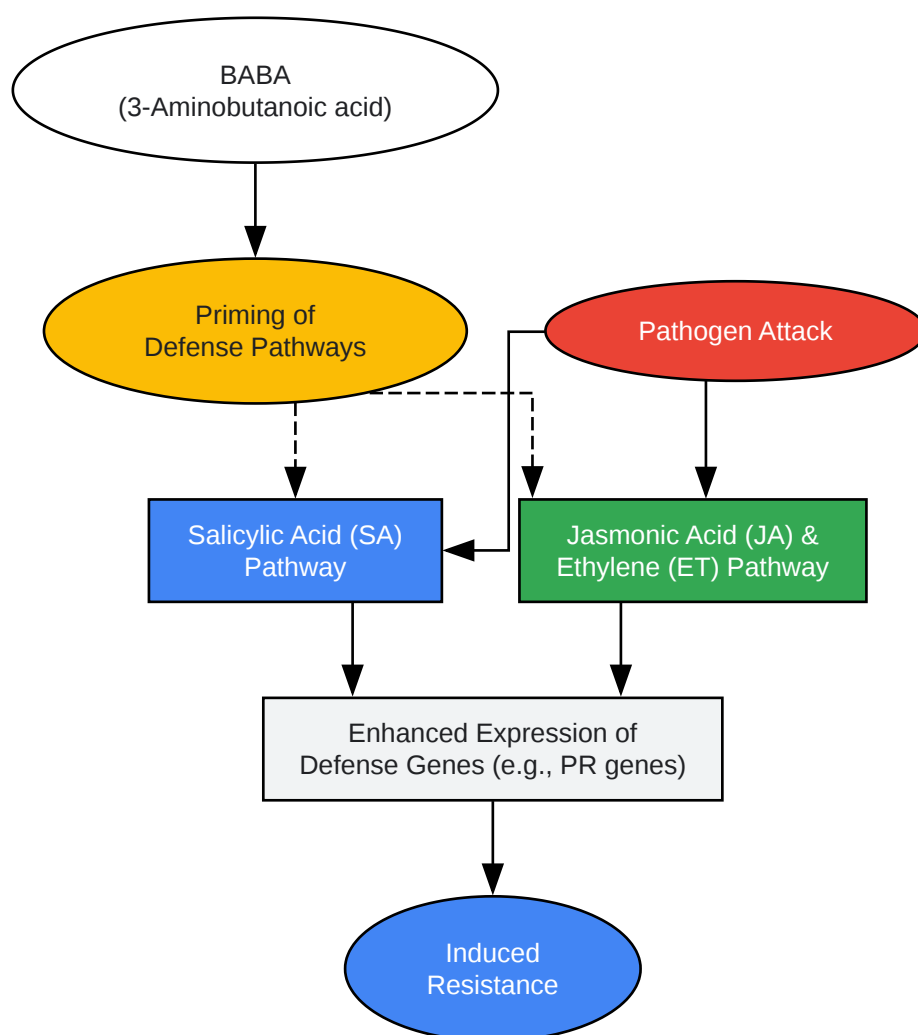 BABA
(3-Aminobutanoic acid)
Priming of
Defense Pathways
Pathogen Attack
Salicylic Acid (SA)
Pathway
Jasmonic Acid (JA) &
Ethylene (ET) Pathway
Enhanced Expression of
Defense Genes (e.g., PR genes)
Induced
Resistance